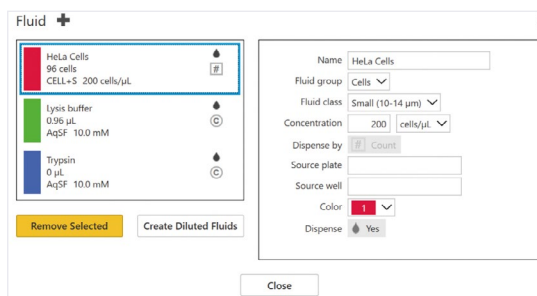 Fluid
HeLa Cells
96 cells
CELL+S 200 cells/µL
#
Lysis buffer
0.96 µL
AqSF 10.0 mM
C
Trypsin
0 µL
AqSF 10.0 mM
C
Remove Selected
Create Diluted Fluids
Name HeLa Cells
Fluid group Cells
Fluid class Small (10-14 µm)
Concentration 200 cells/µL
Dispense by # Count
Source plate
Source well
Color 1
Dispense Yes
Close